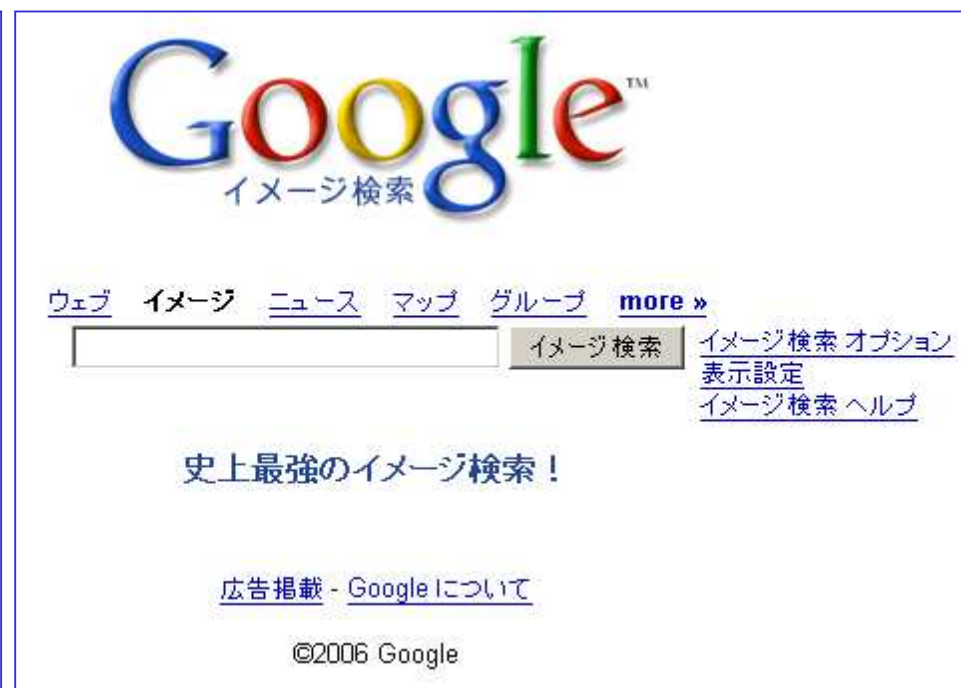 Google™
イメージ検索
ウェブ イメージ ニュース マップ グループ more »
イメージ検索 イメージ検索 オプション
表示設定
イメージ検索 ヘルプ
史上最強のイメージ検索！
広告掲載 - Google について
©2006 Google